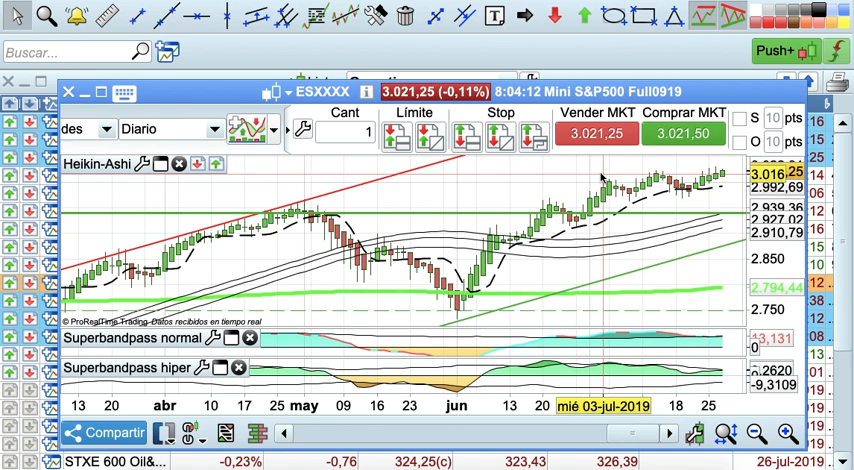 T
Buscar...
Push+
ESXXXX 3.021,25 (-0,11%) 8:04:12 Mini S&P500 Full0919
Cant Límite Stop Vender MKT Comprar MKT
des Diario 1 3.021,25 3.021,50
S 10 pts
O 10 pts
Heikin-Ashi
3.016,25
2.992,69
2.939,36
2.927,02
2.910,79
2.850
2.794,44
2.750
© ProRealTime Trading-Datos recibidos en tiempo real
Superbandpass normal
13,131
0
Superbandpass hiper
-9,3109
13 20 abr 10 17 25 may 09 16 23 jun 13 20 mié 03-jul-2019 18 25
Compartir
STXE 600 Oil&... -0,23% -0,76 324,25(c) 323,43 326,39 26-jul-2019